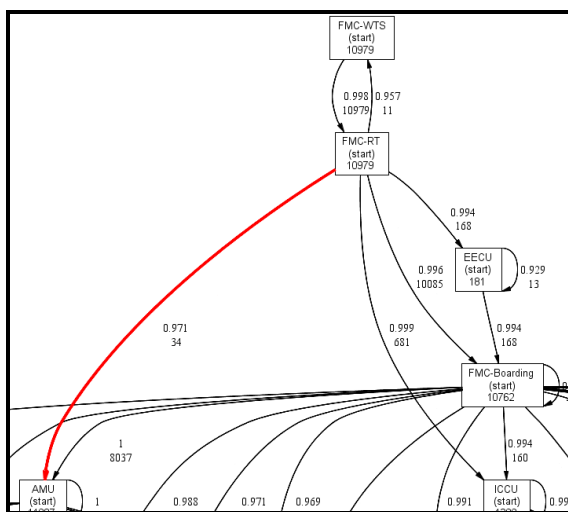 FMC-WTS
(start)
10979
0.998
10979
0.957
11
FMC-RT
(start)
10979
0.994
168
0.996
10085
EECU
(start)
181
0.929
13
0.971
34
0.999
681
0.994
168
FMC-Boarding
(start)
10762
1
8037
0.994
160
AMU
(start)
1
0.988
0.971
0.969
0.991
ICCU
(start)